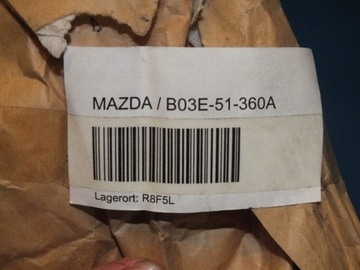 MAZDA / B03E-51-360A
Lagerort: R8F5L